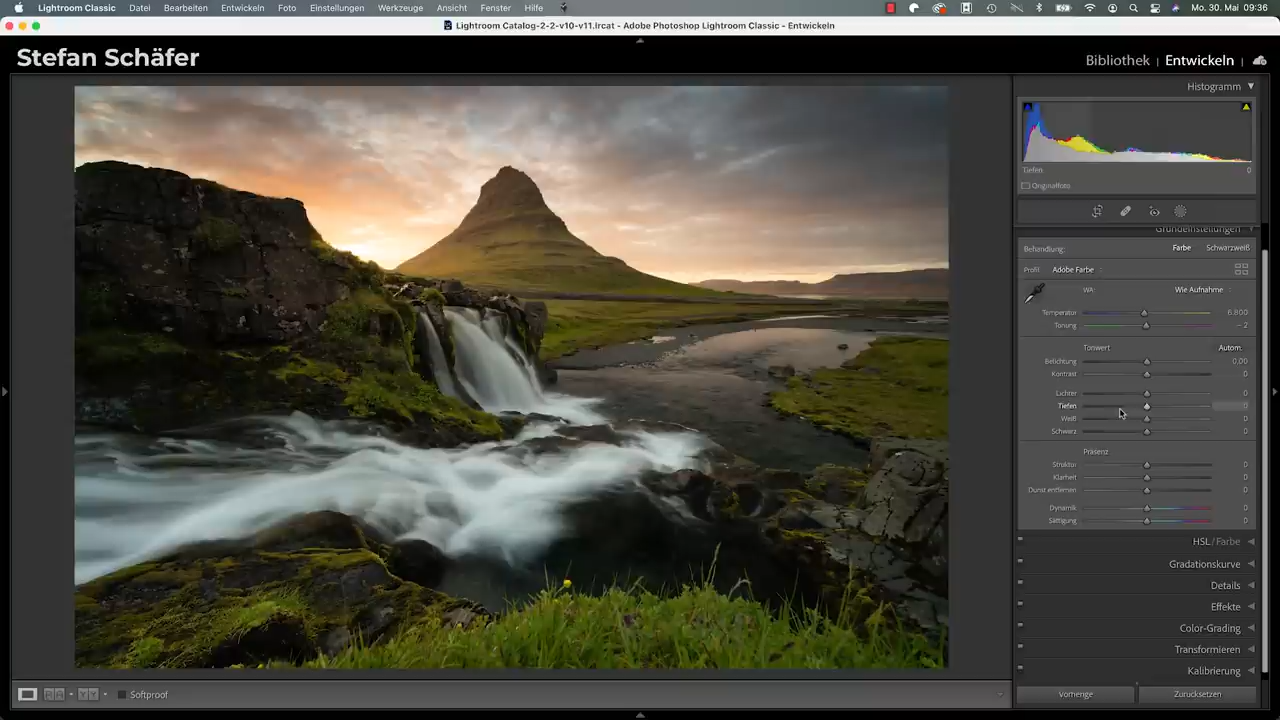 Lightroom Classic Datei Bearbeiten Entwickeln Foto Einstellungen Werkzeuge Ansicht Fenster Hilfe Mo. 30. Mai 09:36
Lightroom Catalog-2-2-v10-v11.lrcat - Adobe Photoshop Lightroom Classic - Entwickeln
Stefan Schäfer
Bibliothek | Entwickeln |
Histogramm
Tiefen 0
Originalfoto
Grundeinstellungen
Behandlung: Farbe Schwarzweiß
Profil: Adobe Farbe
WA: Wie Aufnahme
Temperatur 6.800
Tonung − 2
Tonwert Autom.
Belichtung 0,00
Kontrast 0
Lichter 0
Tiefen 0
Weiß 0
Schwarz 0
Präsenz
Struktur 0
Klarheit 0
Dunst entfernen 0
Dynamik 0
Sättigung 0
HSL / Farbe
Gradationskurve
Details
Effekte
Color-Grading
Transformieren
Kalibrierung
Softproof
Vorherige Zurücksetzen